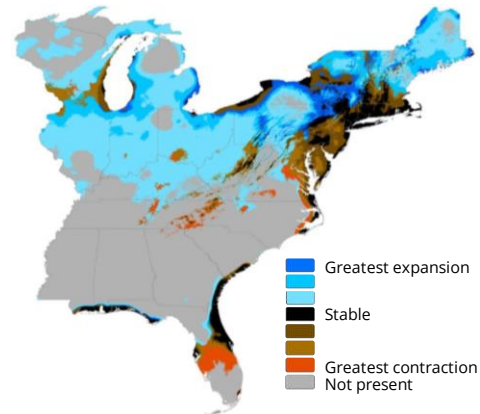 Greatest expansion
Stable
Greatest contraction
Not present